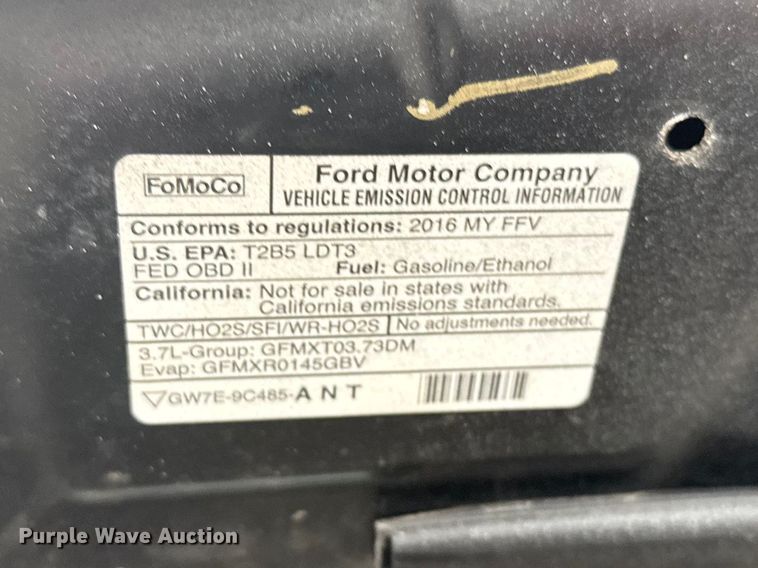 FoMoCo
Ford Motor Company
VEHICLE EMISSION CONTROL INFORMATION
Conforms to regulations: 2016 MY FFV
U.S. EPA: T2B5 LDT3
FED OBD II Fuel: Gasoline/Ethanol
California: Not for sale in states with
California emissions standards.
TWC/HO2S/SFI/WR-HO2S No adjustments needed.
3.7L-Group: GFMXT03.73DM
Evap: GFMXR0145GBV
GW7E-9C485-A N T
Purple Wave Auction